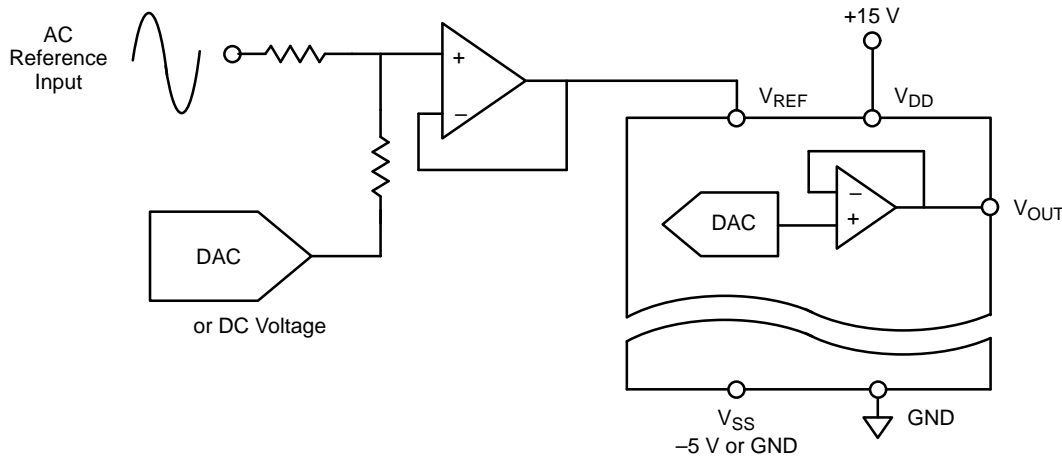 +15 V
AC
Reference
Input
+
−
VREF
VDD
DAC
−
+
VOUT
DAC
or DC Voltage
VSS
GND
–5 V or GND